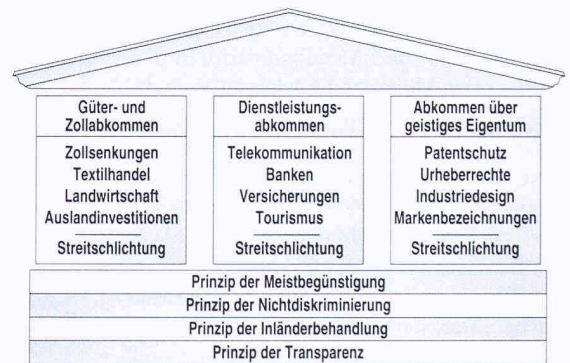 Güter- und
Zollabkommen
Zollsenkungen
Textilhandel
Landwirtschaft
Auslandinvestitionen
Streitschlichtung
Dienstleistungs-
abkommen
Telekommunikation
Banken
Versicherungen
Tourismus
Streitschlichtung
Abkommen über
geistiges Eigentum
Patentschutz
Urheberrechte
Industriedesign
Markenbezeichnungen
Streitschlichtung
Prinzip der Meistbegünstigung
Prinzip der Nichtdiskriminierung
Prinzip der Inländerbehandlung
Prinzip der Transparenz